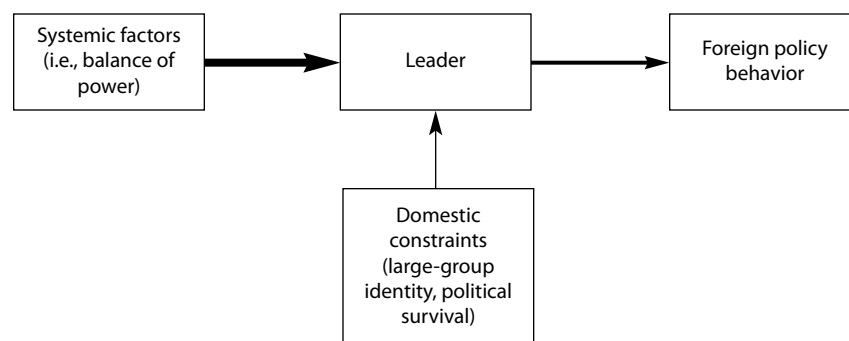 Systemic factors
(i.e., balance of
power)
Leader
Foreign policy
behavior
Domestic
constraints
(large-group
identity, political
survival)